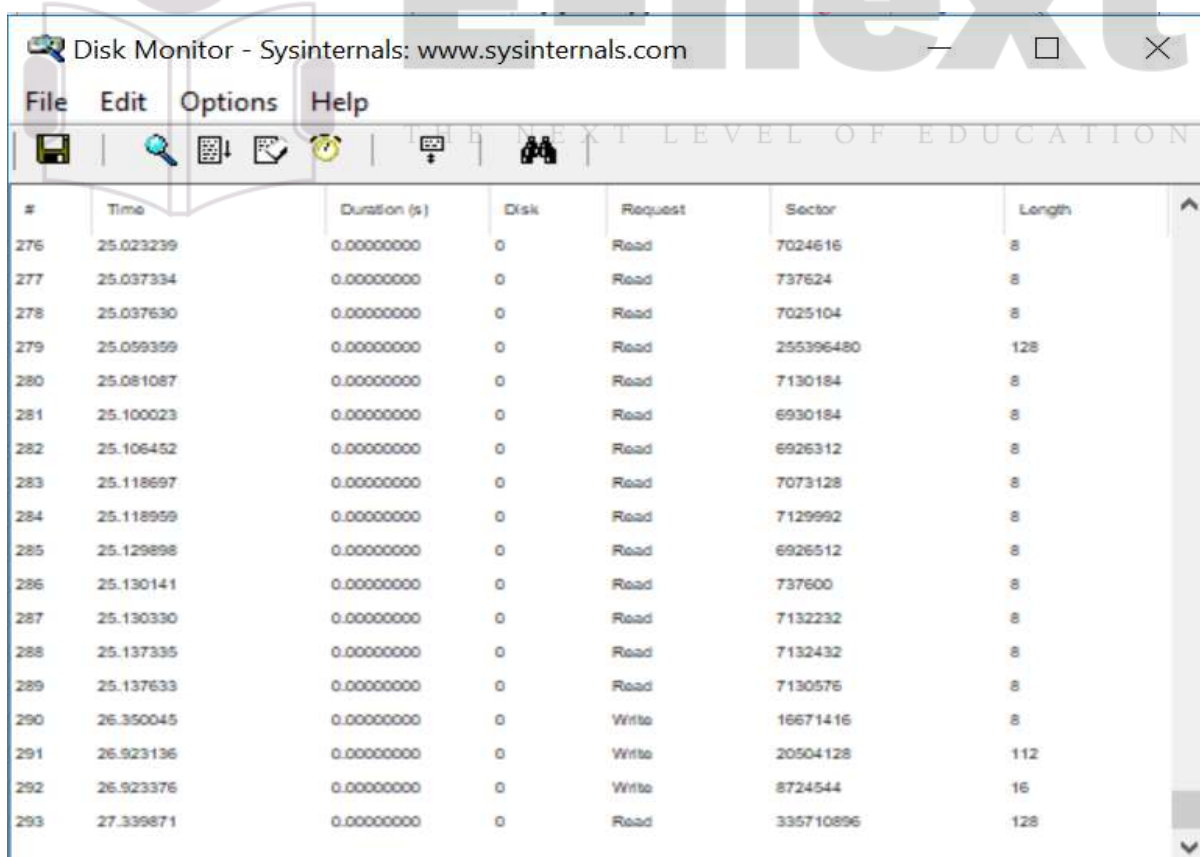 E-next
Disk Monitor - Sysinternals: www.sysinternals.com
File Edit Options Help
THE NEXT LEVEL OF EDUCATION
# Time Duration (s) Disk Request Sector Length
276 25.023239 0.00000000 0 Read 7024616 8
277 25.037334 0.00000000 0 Read 737624 8
278 25.037630 0.00000000 0 Read 7025104 8
279 25.059359 0.00000000 0 Read 255396480 128
280 25.081087 0.00000000 0 Read 7130184 8
281 25.100023 0.00000000 0 Read 6930184 8
282 25.106452 0.00000000 0 Read 6926312 8
283 25.118697 0.00000000 0 Read 7073128 8
284 25.118959 0.00000000 0 Read 7129992 8
285 25.129898 0.00000000 0 Read 6926512 8
286 25.130141 0.00000000 0 Read 737600 8
287 25.130330 0.00000000 0 Read 7132232 8
288 25.137335 0.00000000 0 Read 7132432 8
289 25.137633 0.00000000 0 Read 7130576 8
290 26.350045 0.00000000 0 Write 16671416 8
291 26.923136 0.00000000 0 Write 20504128 112
292 26.923376 0.00000000 0 Write 8724544 16
293 27.339871 0.00000000 0 Read 335710896 128